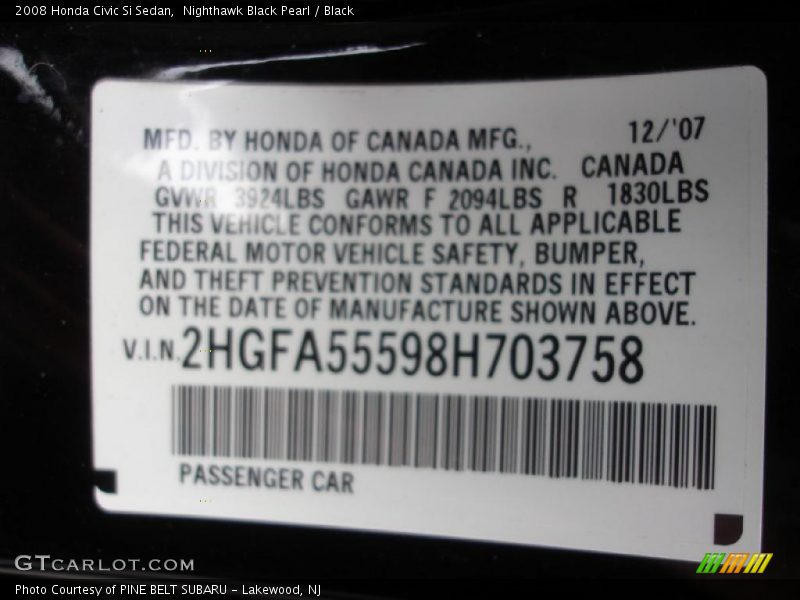 2008 Honda Civic Si Sedan,  Nighthawk Black Pearl / Black
12/'07
MFD. BY HONDA OF CANADA MFG.,
A DIVISION OF HONDA CANADA INC.  CANADA
GVWR 3924LBS GAWR F 2094LBS R 1830LBS
THIS VEHICLE CONFORMS TO ALL APPLICABLE
FEDERAL MOTOR VEHICLE SAFETY, BUMPER,
AND THEFT PREVENTION STANDARDS IN EFFECT
ON THE DATE OF MANUFACTURE SHOWN ABOVE.
V.I.N.2HGFA55598H703758
PASSENGER CAR
GTCARLOT.COM
Photo Courtesy of PINE BELT SUBARU - Lakewood, NJ